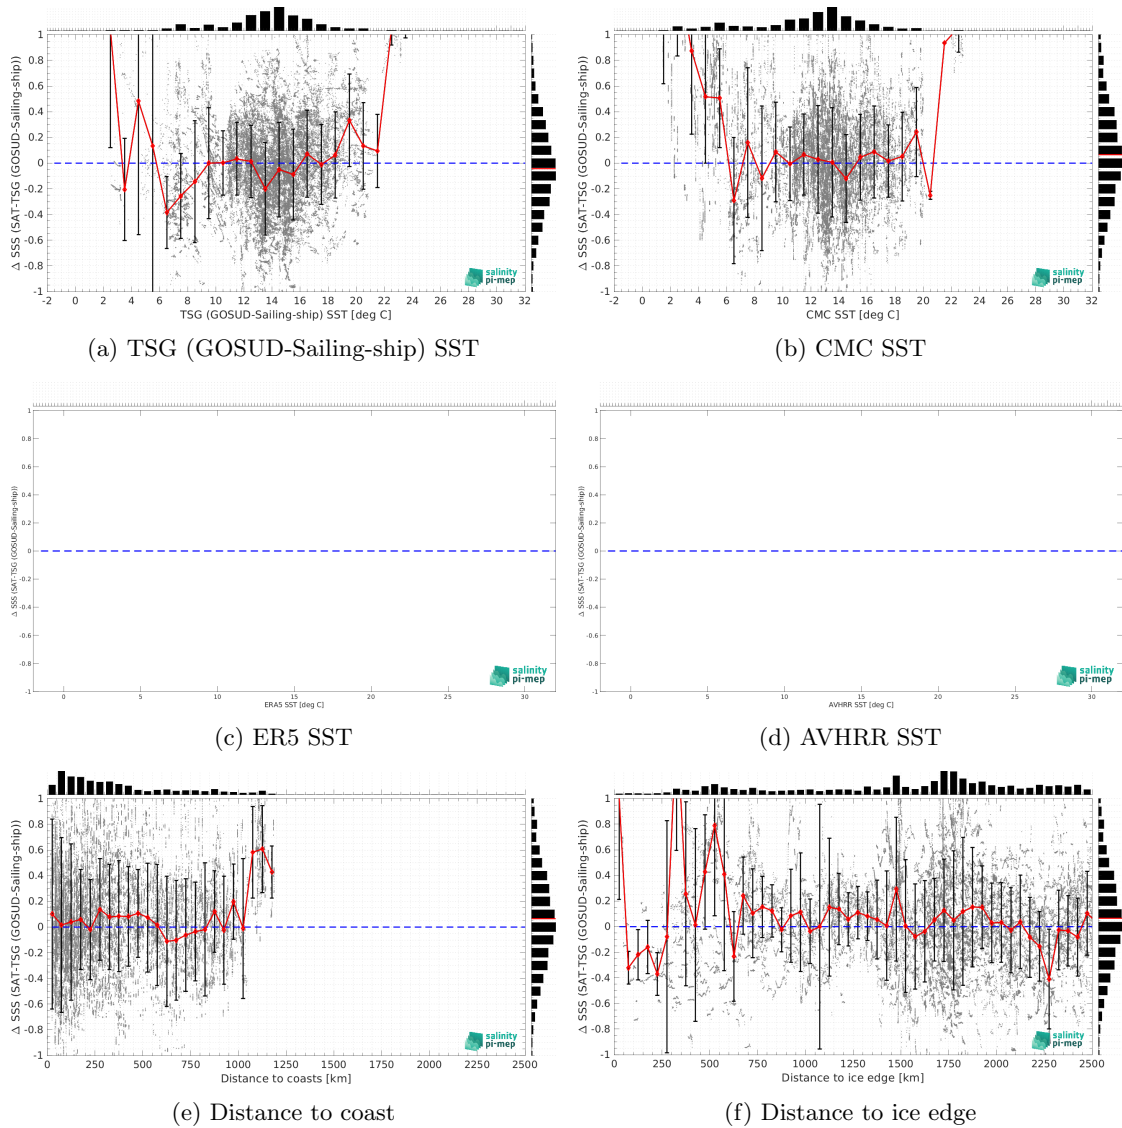 1
0.8
0.6
0.4
0.2
0
-0.2
-0.4
-0.6
-0.8
-1
Δ SSS (SAT-TSG (GOSUD-Sailing-ship))
-2 0 2 4 6 8 10 12 14 16 18 20 22 24 26 28 30 32
TSG (GOSUD-Sailing-ship) SST [deg C]
salinity
pi-mep
(a) TSG (GOSUD-Sailing-ship) SST
1
0.8
0.6
0.4
0.2
0
-0.2
-0.4
-0.6
-0.8
-1
Δ SSS (SAT-TSG (GOSUD-Sailing-ship))
-2 0 2 4 6 8 10 12 14 16 18 20 22 24 26 28 30 32
CMC SST [deg C]
salinity
pi-mep
(b) CMC SST
1
0.8
0.6
0.4
0.2
0
-0.2
-0.4
-0.6
-0.8
-1
Δ SSS (SAT-TSG (GOSUD-Sailing-ship))
0 5 10 15 20 25 30
ERA5 SST [deg C]
salinity
pi-mep
(c) ER5 SST
1
0.8
0.6
0.4
0.2
0
-0.2
-0.4
-0.6
-0.8
-1
Δ SSS (SAT-TSG (GOSUD-Sailing-ship))
0 5 10 15 20 25 30
AVHRR SST [deg C]
salinity
pi-mep
(d) AVHRR SST
1
0.8
0.6
0.4
0.2
0
-0.2
-0.4
-0.6
-0.8
-1
Δ SSS (SAT-TSG (GOSUD-Sailing-ship))
0 250 500 750 1000 1250 1500 1750 2000 2250 2500
Distance to coasts [km]
salinity
pi-mep
(e) Distance to coast
1
0.8
0.6
0.4
0.2
0
-0.2
-0.4
-0.6
-0.8
-1
Δ SSS (SAT-TSG (GOSUD-Sailing-ship))
0 250 500 750 1000 1250 1500 1750 2000 2250 2500
Distance to ice edge [km]
salinity
pi-mep
(f) Distance to ice edge